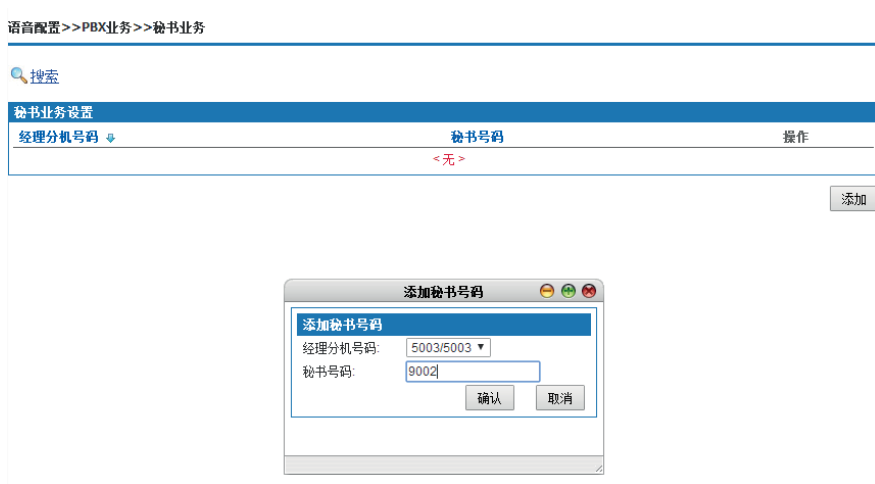 语音配置>>PBX业务>>秘书业务
搜索
秘书业务设置
经理分机号码 秘书号码 操作
<无>
添加
添加秘书号码
添加秘书号码
经理分机号码: 5003/5003
秘书号码: 9002
确认 取消